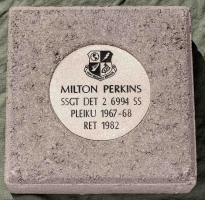 MILTON PERKINS
SSGT DET 2 6994 SS
PLEIKU 1967-68
RET 1982